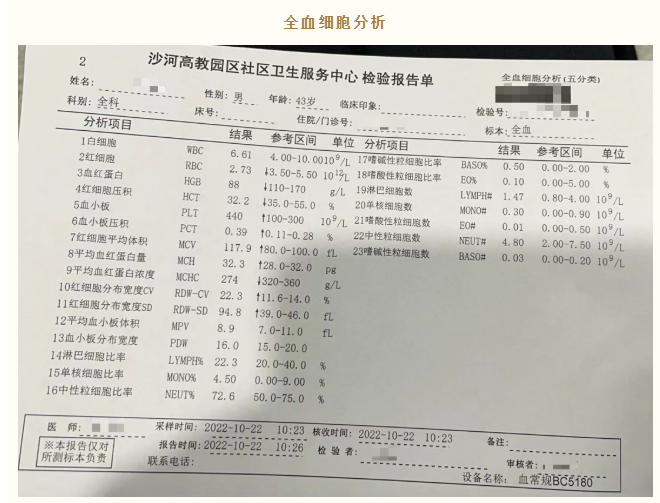 全血细胞分析
2
沙河高教园区社区卫生服务中心 检验报告单
全血细胞分析(五分类)
姓名:
性别: 男 年龄: 43岁 临床印象:
检验号:
科别: 全科
床号:
住院/门诊号:
标本: 全血
分析项目 结果 参考区间 单位 分析项目 结果 参考区间 单位
1白细胞 WBC 6.61 4.00-10.00 10^9/L 17嗜碱性粒细胞比率 BASO% 0.50 0.00-2.00 %
2红细胞 RBC 2.73 ↓3.50-5.50 10^12/L 18嗜酸性粒细胞比率 EO% 0.10 0.00-5.00 %
3血红蛋白 HGB 88 ↓110-170 g/L 19淋巴细胞数 LYMPH# 1.47 0.80-4.00 10^9/L
4红细胞压积 HCT 32.2 ↓35.0-55.0 % 20单核细胞数 MONO# 0.30 0.00-0.90 10^9/L
5血小板 PLT 440 ↑100-300 10^9/L 21嗜酸性粒细胞数 EO# 0.01 0.00-0.50 10^9/L
6血小板压积 PCT 0.39 ↑0.11-0.28 % 22中性粒细胞数 NEUT# 4.80 2.00-7.50 10^9/L
7红细胞平均体积 MCV 117.9 ↑80.0-100.0 fL 23嗜碱性粒细胞数 BASO# 0.03 0.00-0.20 10^9/L
8平均血红蛋白量 MCH 32.3 ↑28.0-32.0 pg
9平均血红蛋白浓度 MCHC 274 ↓320-360 g/L
10红细胞分布宽度CV RDW-CV 22.3 ↑11.6-14.0 %
11红细胞分布宽度SD RDW-SD 94.8 ↑39.0-46.0 fL
12平均血小板体积 MPV 8.9 7.0-11.0 fL
13血小板分布宽度 PDW 16.0 15.0-20.0
14淋巴细胞比率 LYMPH% 22.3 20.0-40.0 %
15单核细胞比率 MONO% 4.50 0.00-9.00 %
16中性粒细胞比率 NEUT% 72.6 50.0-75.0 %
医 师: 采样时间: 2022-10-22 10:23 核收时间: 2022-10-22 10:23 备注:
※本报告仅对
所测标本负责
报告时间: 2022-10-22 10:26 检 验 者: 审核者:
联系电话: 设备名称: 血常规BC5180